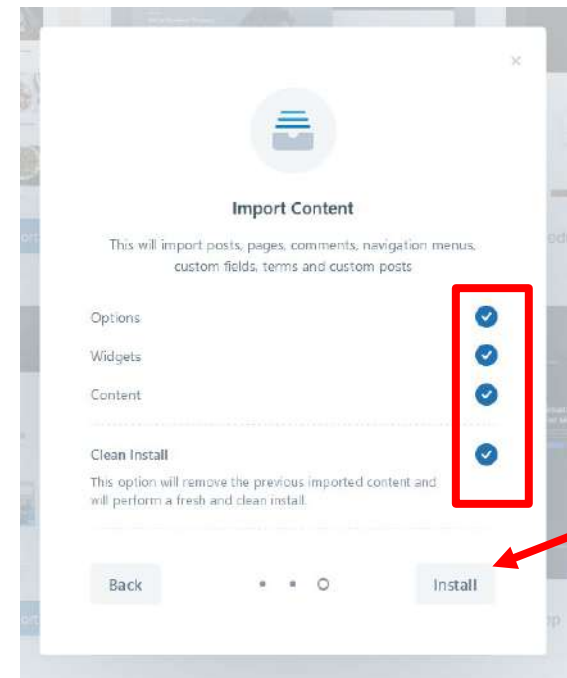 Import Content
This will import posts, pages, comments, navigation menus,
custom fields, terms and custom posts
Options
Widgets
Content
Clean Install
This option will remove the previous imported content and
will perform a fresh and clean install.
Back
Install